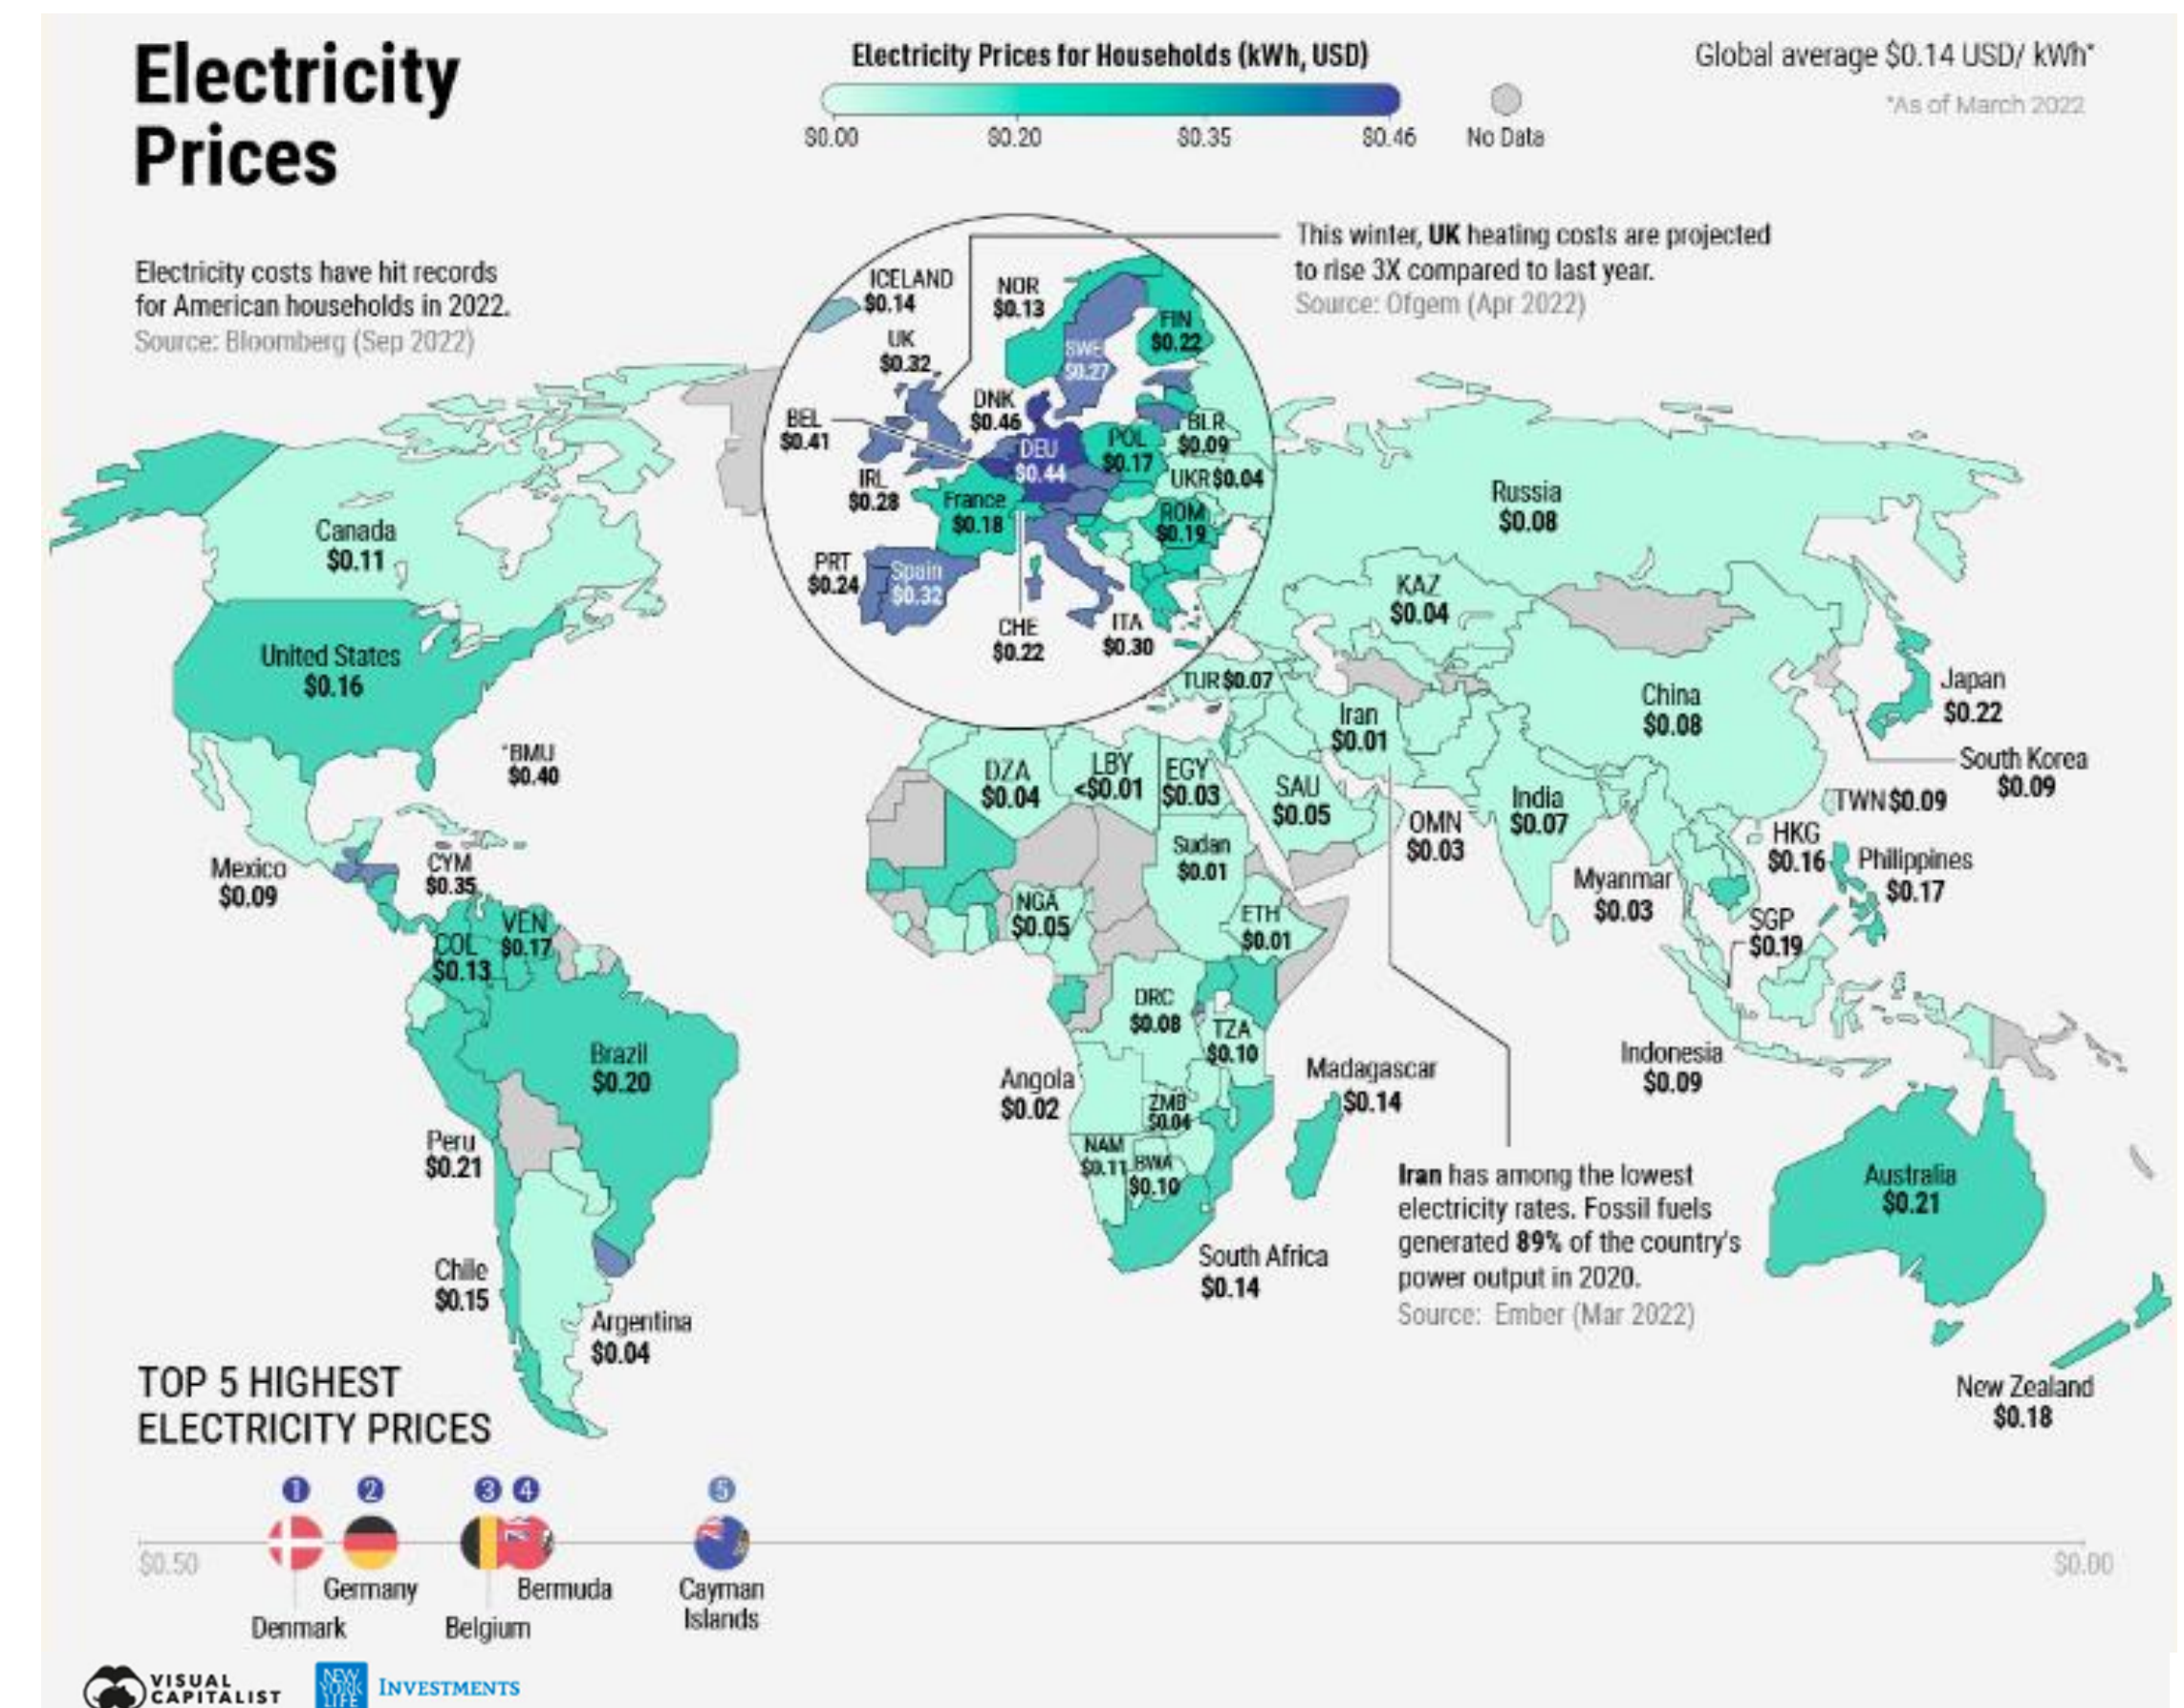 Electricity
Prices
Electricity Prices for Households (kWh, USD)
$0.00
$0.20
$0.35
$0.46
No Data
Global average $0.14 USD/ kWh*
*As of March 2022
Electricity costs have hit records
for American households in 2022.
Source: Bloomberg (Sep 2022)
This winter, UK heating costs are projected
to rise 3X compared to last year.
Source: Ofgem (Apr 2022)
ICELAND
$0.14
NOR
$0.13
FIN
$0.22
UK
$0.32
SWE
$0.27
DNK
$0.46
BEL
$0.41
BLR
$0.09
DEU
$0.44
POL
$0.17
UKR $0.04
IRL
$0.28
France
$0.18
ROM
$0.19
PRT
$0.24
Spain
$0.32
CHE
$0.22
ITA
$0.30
Canada
$0.11
United States
$0.16
*BMU
$0.40
Mexico
$0.09
CYM
$0.35
VEN
$0.17
COL
$0.13
Brazil
$0.20
Peru
$0.21
Chile
$0.15
Argentina
$0.04
Russia
$0.08
KAZ
$0.04
TUR $0.07
China
$0.08
Japan
$0.22
South Korea
$0.09
Iran
$0.01
DZA
$0.04
LBY
<$0.01
EGY
$0.03
SAU
$0.05
OMN
$0.03
India
$0.07
TWN $0.09
HKG
$0.16
Philippines
$0.17
Sudan
$0.01
Myanmar
$0.03
NGA
$0.05
ETH
$0.01
SGP
$0.19
DRC
$0.08
TZA
$0.10
Indonesia
$0.09
Angola
$0.02
Madagascar
$0.14
ZMB
$0.04
NAM
$0.11
BWA
$0.10
South Africa
$0.14
Iran has among the lowest
electricity rates. Fossil fuels
generated 89% of the country's
power output in 2020.
Source: Ember (Mar 2022)
Australia
$0.21
New Zealand
$0.18
TOP 5 HIGHEST
ELECTRICITY PRICES
1
2
3
4
5
$0.50
$0.00
Germany
Bermuda
Cayman
Islands
Denmark
Belgium
VISUAL
CAPITALIST
NEW
YORK
LIFE
INVESTMENTS